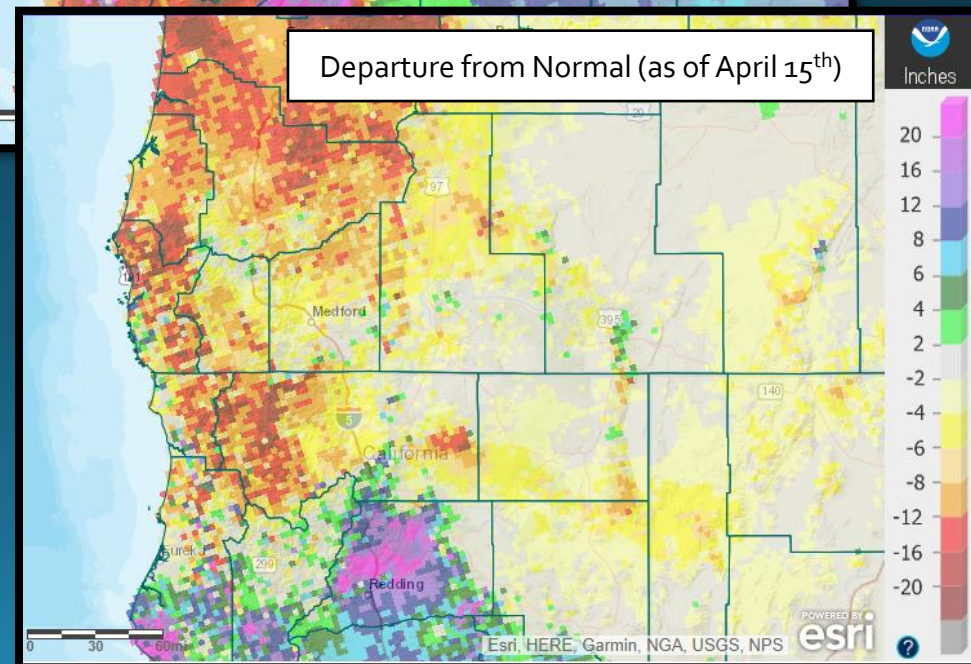 Departure from Normal (as of April 15th)
noaa
Inches
20
16
12
8
6
4
2
-2
-4
-6
-8
-12
-16
-20
20
97
Medford
395
140
5
California
Eureka
299
Redding
0 30 60mi
Esri, HERE, Garmin, NGA, USGS, NPS
POWERED BY
esri
?